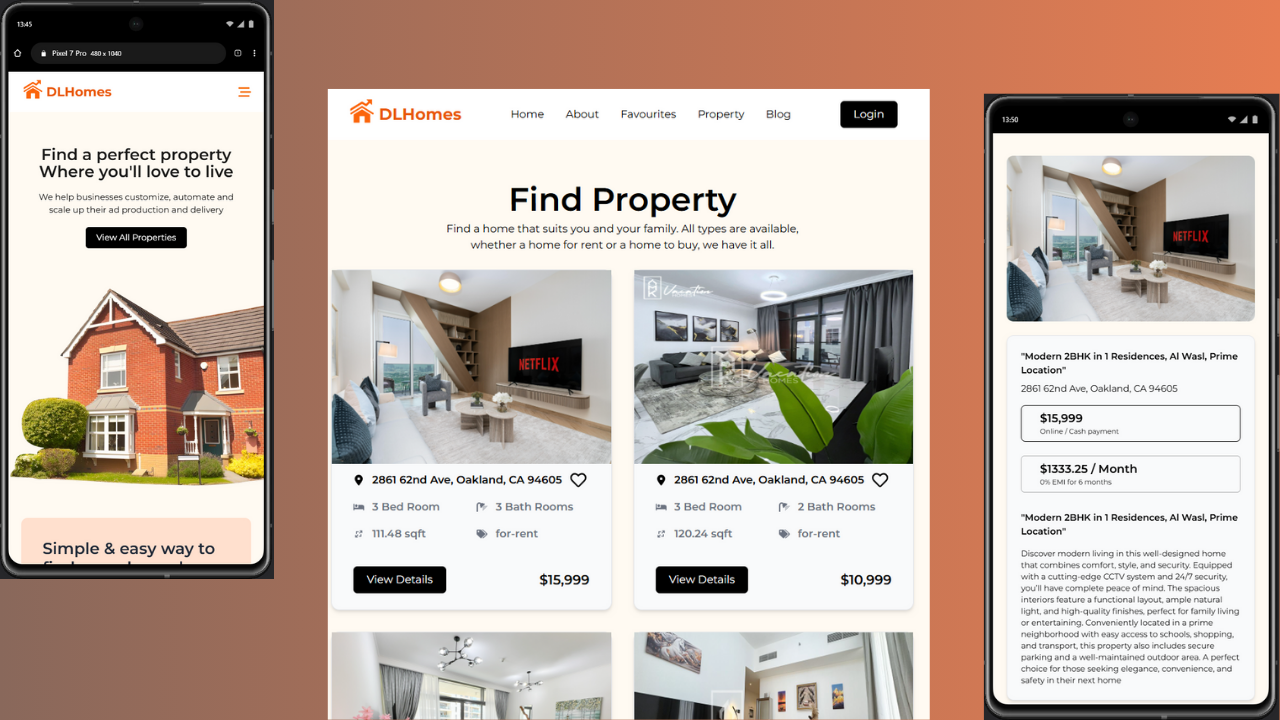 13:45
Pixel 7 Pro 480 x 1040
DLHomes
Find a perfect property
Where you'll love to live
We help businesses customize, automate and
scale up their ad production and delivery
View All Properties
Simple & easy way to
DLHomes
Home
About
Favourites
Property
Blog
Login
Find Property
Find a home that suits you and your family. All types are available,
whether a home for rent or a home to buy, we have it all.
NETFLIX
2861 62nd Ave, Oakland, CA 94605
3 Bed Room
3 Bath Rooms
111.48 sqft
for-rent
View Details
$15,999
Vacation
HOMES
2861 62nd Ave, Oakland, CA 94605
3 Bed Room
2 Bath Rooms
120.24 sqft
for-rent
View Details
$10,999
13:50
NETFLIX
"Modern 2BHK in 1 Residences, Al Wasl, Prime
Location"
2861 62nd Ave, Oakland, CA 94605
$15,999
Online / Cash payment
$1333.25 / Month
0% EMI for 6 months
"Modern 2BHK in 1 Residences, Al Wasl, Prime
Location"
Discover modern living in this well-designed home
that combines comfort, style, and security. Equipped
with a cutting-edge CCTV system and 24/7 security,
you'll have complete peace of mind. The spacious
interiors feature a functional layout, ample natural
light, and high-quality finishes, perfect for family living
or entertaining. Conveniently located in a prime
neighborhood with easy access to schools, shopping,
and transport, this property also includes secure
parking and a well-maintained outdoor area. A perfect
choice for those seeking elegance, convenience, and
safety in their next home